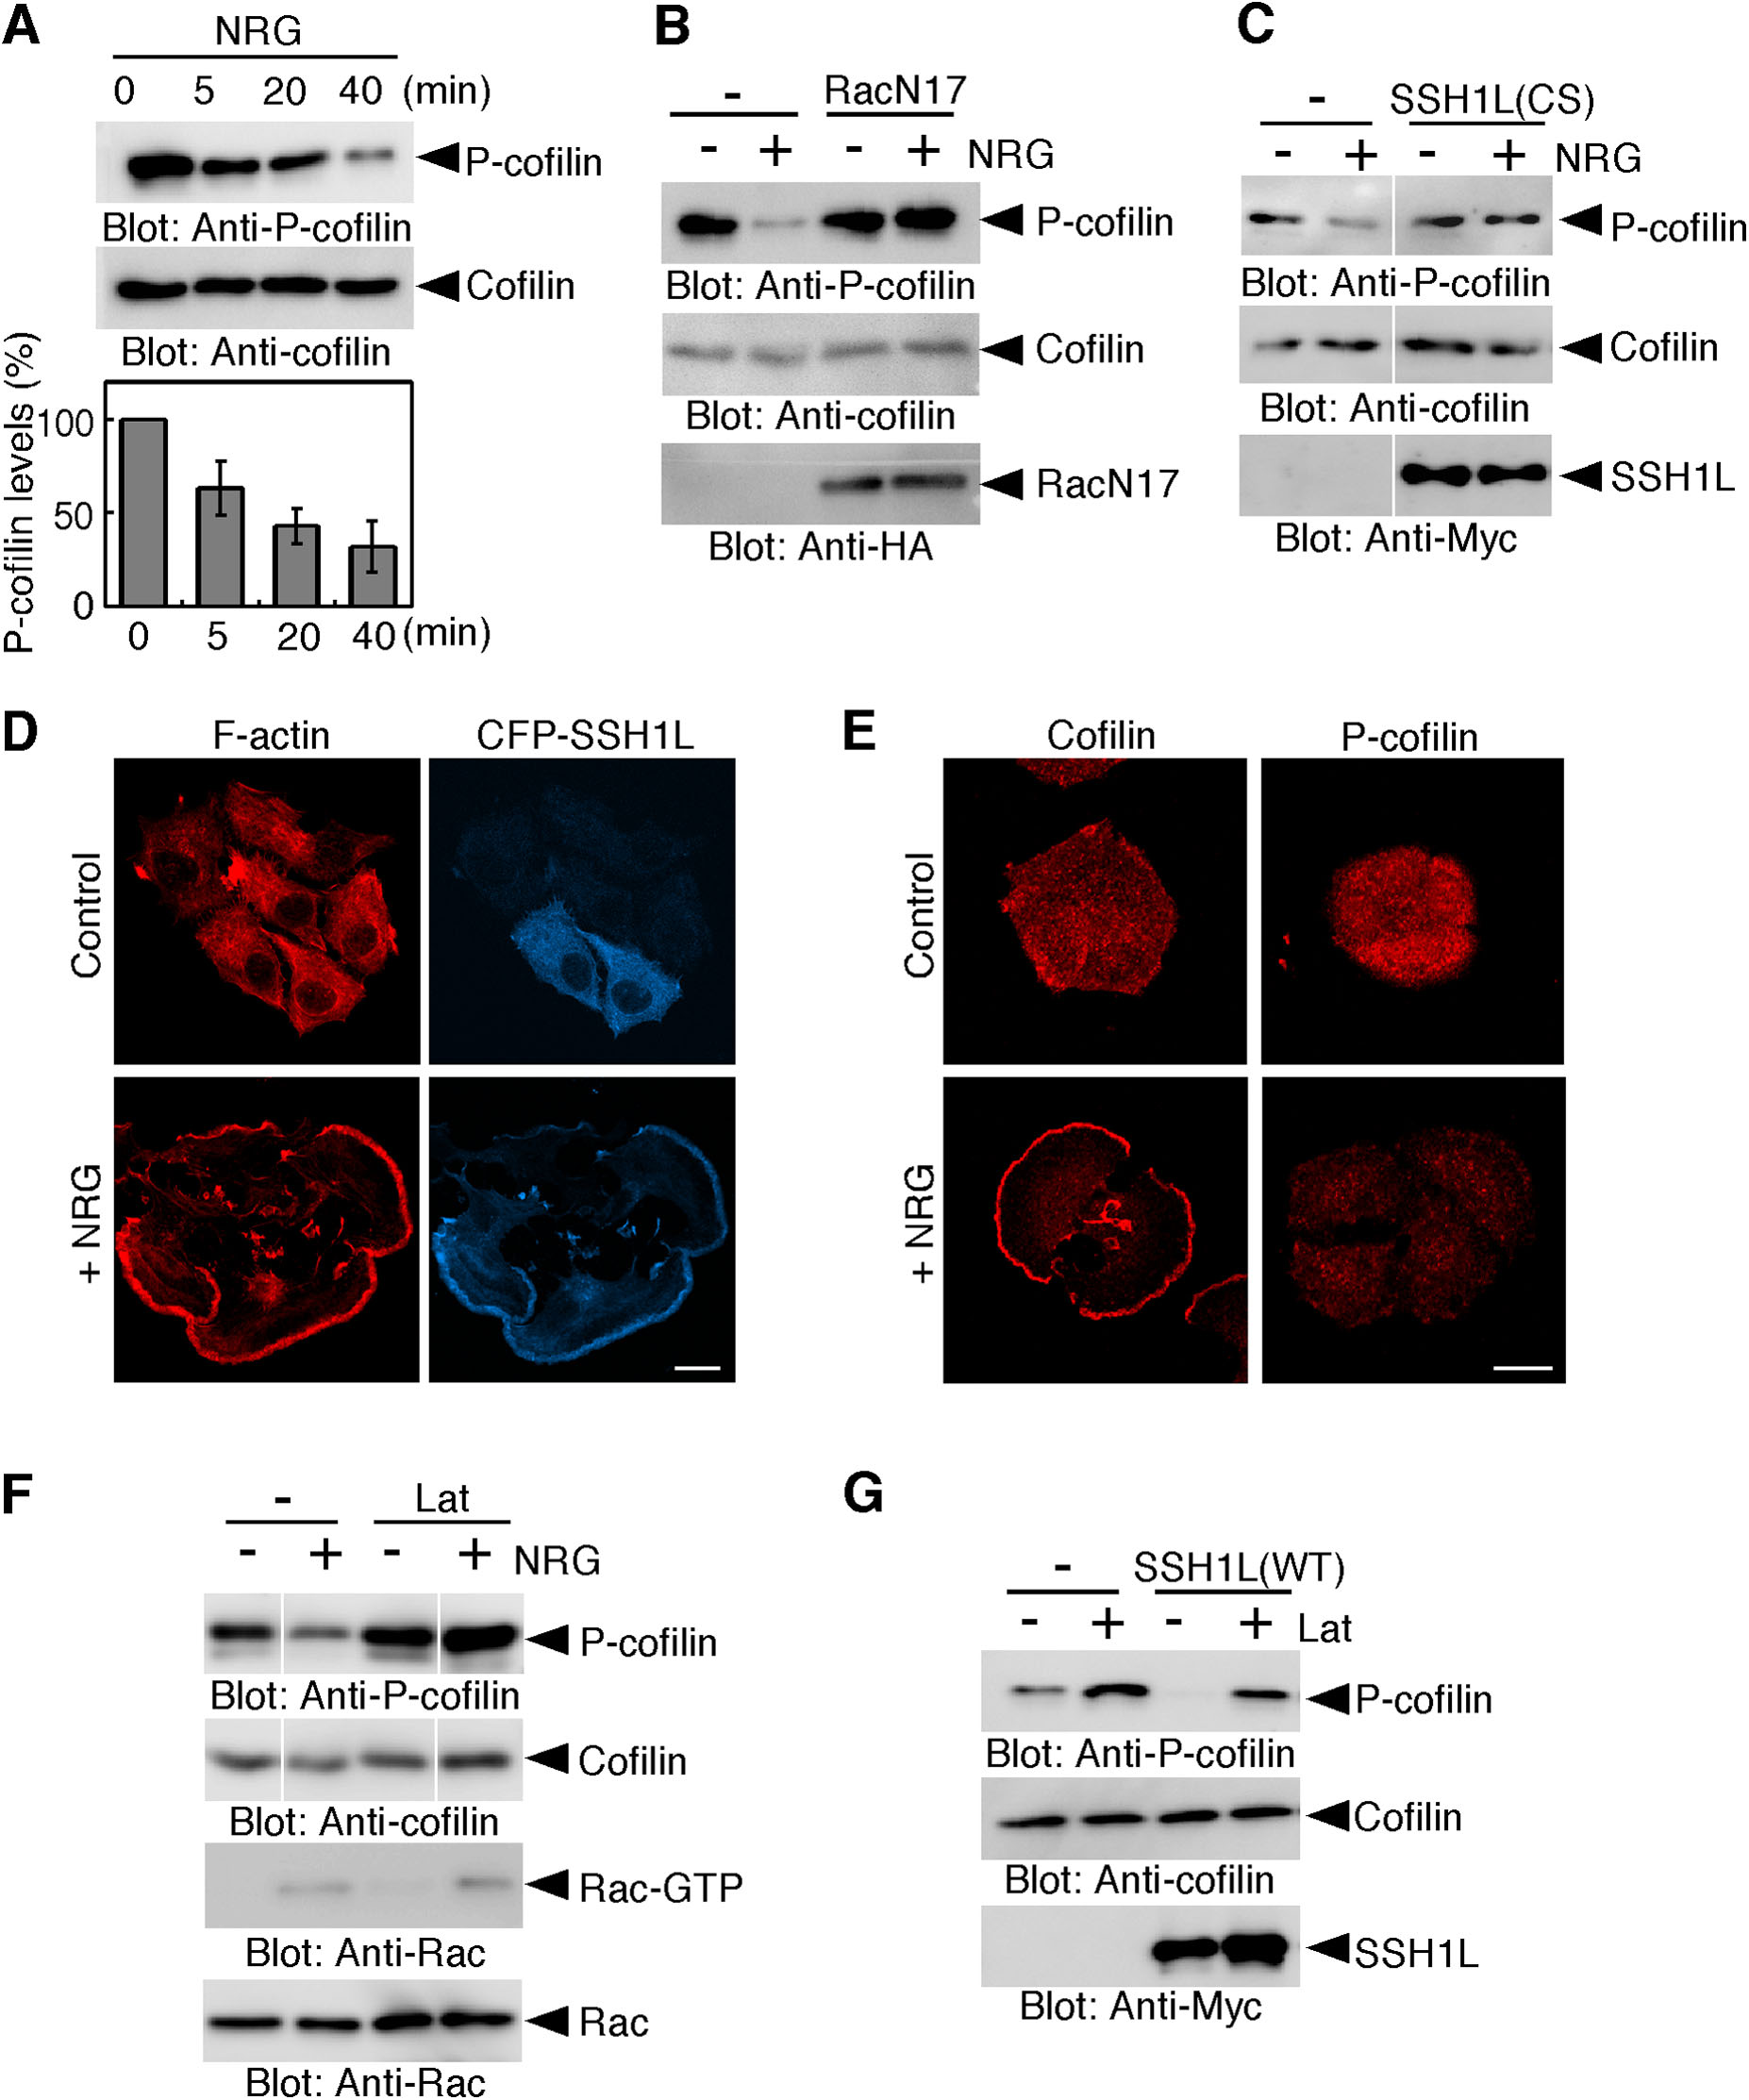 A
NRG
0 5 20 40 (min)
P-cofilin
Blot: Anti-P-cofilin
Cofilin
Blot: Anti-cofilin
P-cofilin levels (%)
100
50
0
0 5 20 40 (min)
B
- RacN17
- + - + NRG
P-cofilin
Blot: Anti-P-cofilin
Cofilin
Blot: Anti-cofilin
RacN17
Blot: Anti-HA
C
- SSH1L(CS)
- + - + NRG
P-cofilin
Blot: Anti-P-cofilin
Cofilin
Blot: Anti-cofilin
SSH1L
Blot: Anti-Myc
D
F-actin CFP-SSH1L
Control
+ NRG
E
Cofilin P-cofilin
Control
+ NRG
F
- Lat
- + - + NRG
P-cofilin
Blot: Anti-P-cofilin
Cofilin
Blot: Anti-cofilin
Rac-GTP
Blot: Anti-Rac
Rac
Blot: Anti-Rac
G
- SSH1L(WT)
- + - + Lat
P-cofilin
Blot: Anti-P-cofilin
Cofilin
Blot: Anti-cofilin
SSH1L
Blot: Anti-Myc